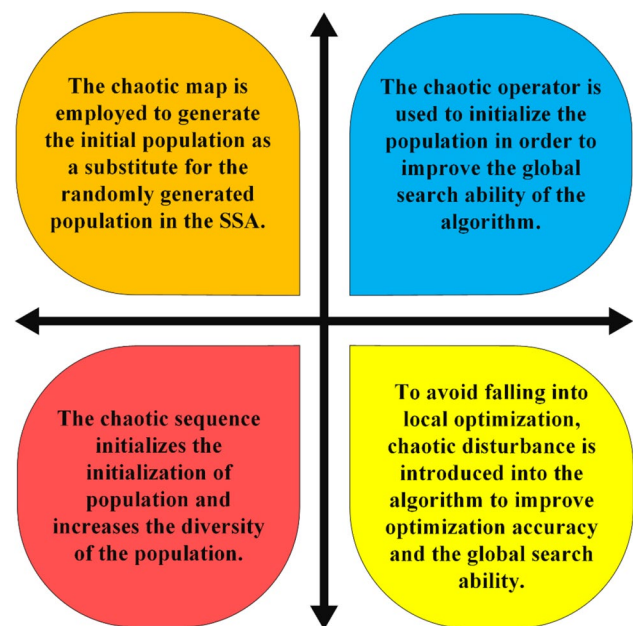 The chaotic map is
employed to generate
the initial population as
a substitute for the
randomly generated
population in the SSA.
The chaotic operator is
used to initialize the
population in order to
improve the global
search ability of the
algorithm.
The chaotic sequence
initializes the
initialization of
population and
increases the diversity
of the population.
To avoid falling into
local optimization,
chaotic disturbance is
introduced into the
algorithm to improve
optimization accuracy
and the global search
ability.